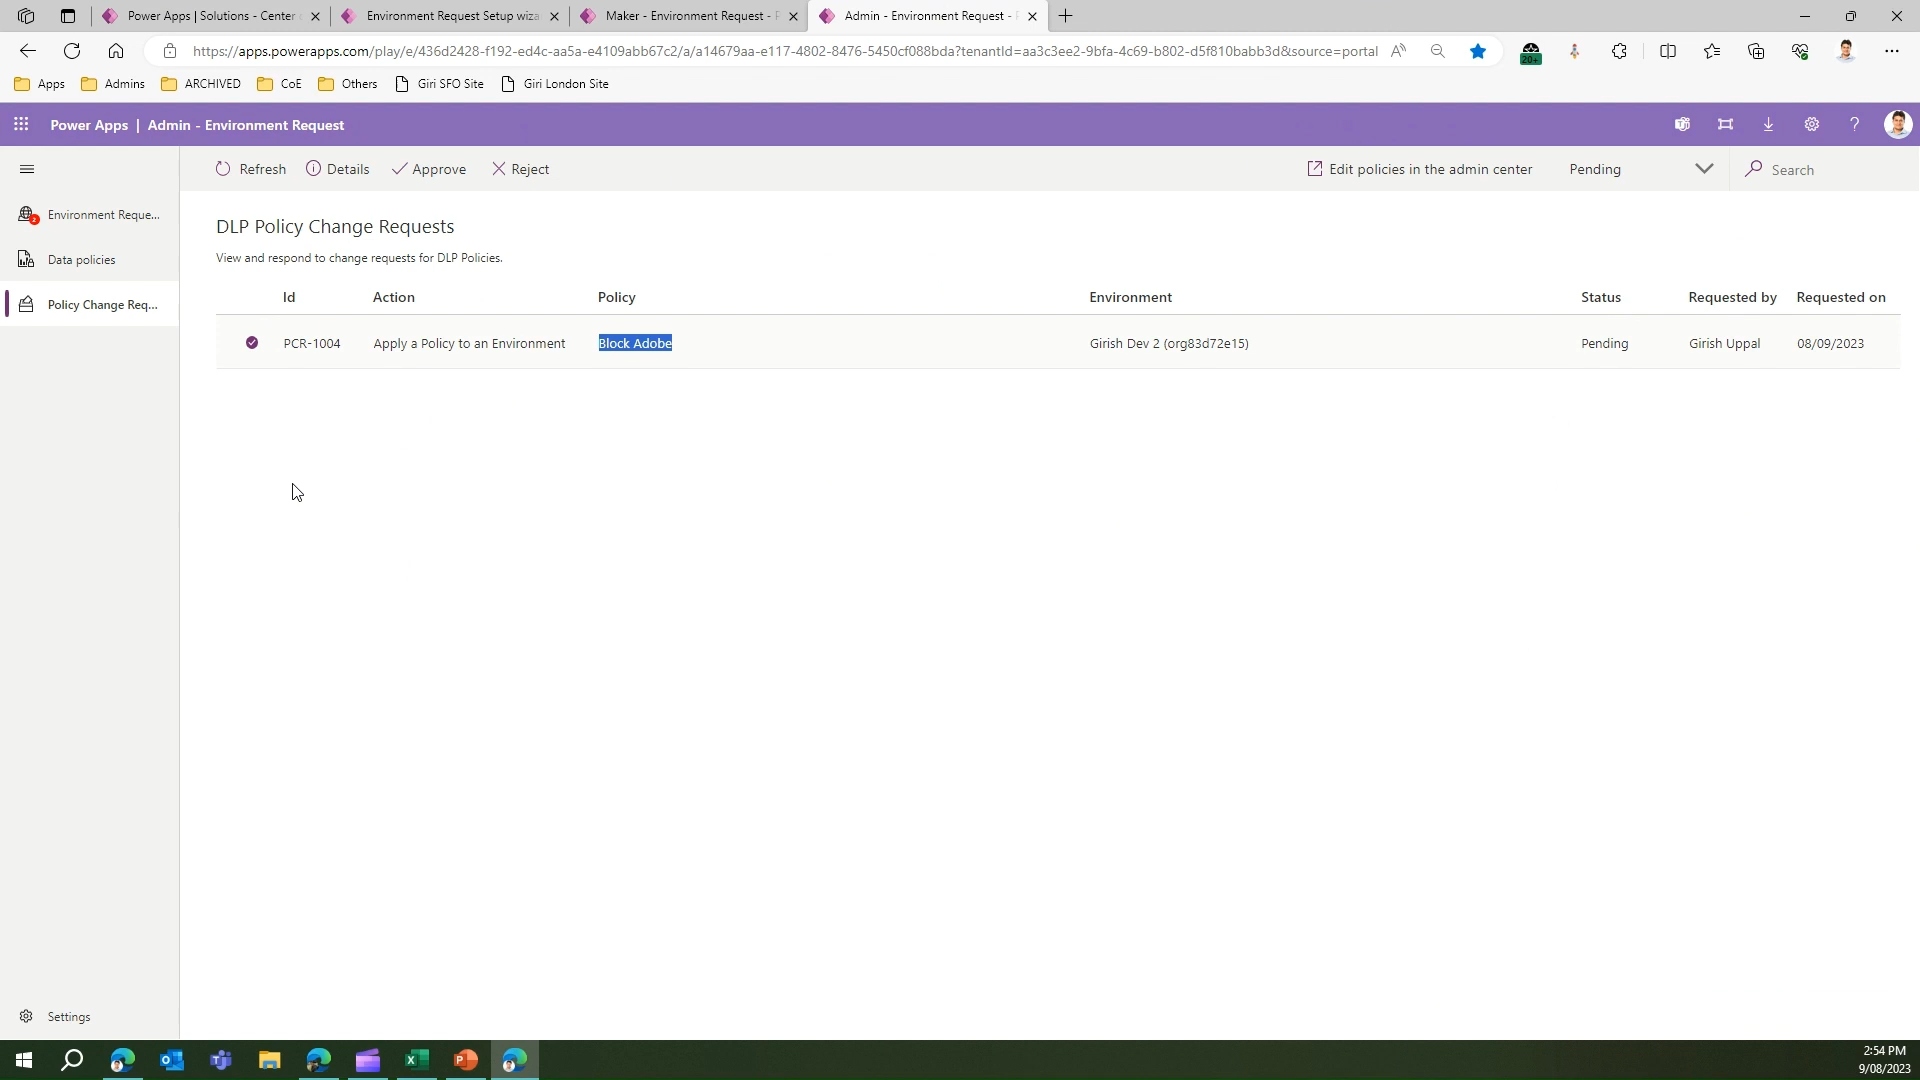 Power Apps | Solutions - Center
Environment Request Setup wiza
Maker - Environment Request - P
Admin - Environment Request - P
https://apps.powerapps.com/play/e/436d2428-f192-ed4c-aa5a-e4109abb67c2/a/a14679aa-e117-4802-8476-5450cf088bda?tenantId=aa3c3ee2-9bfa-4c69-b802-d5f810babb3d&source=portal
20+
Apps
Admins
ARCHIVED
CoE
Others
Giri SFO Site
Giri London Site
Power Apps | Admin - Environment Request
Refresh
Details
Approve
Reject
Edit policies in the admin center
Pending
Search
Environment Reque...
2
Data policies
Policy Change Req...
Settings
DLP Policy Change Requests
View and respond to change requests for DLP Policies.
Id Action Policy Environment Status Requested by Requested on
PCR-1004 Apply a Policy to an Environment Block Adobe Girish Dev 2 (org83d72e15) Pending Girish Uppal 08/09/2023
2:54 PM
9/08/2023